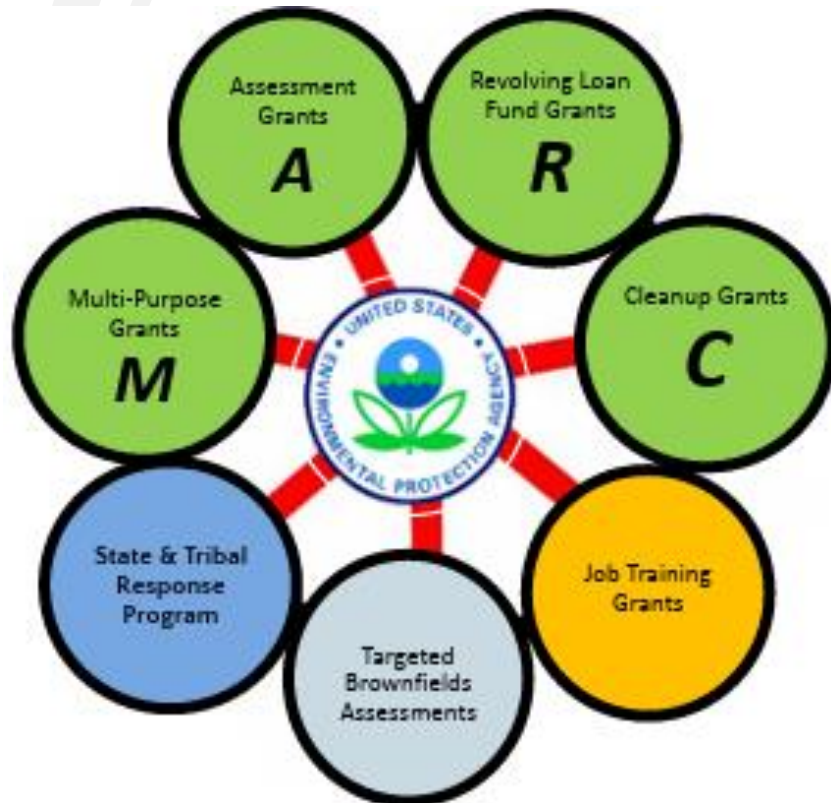 Assessment
Grants
A
Revolving Loan
Fund Grants
R
Multi-Purpose
Grants
M
Cleanup Grants
C
UNITED STATES
ENVIRONMENTAL PROTECTION AGENCY
State & Tribal
Response
Program
Job Training
Grants
Targeted
Brownfields
Assessments